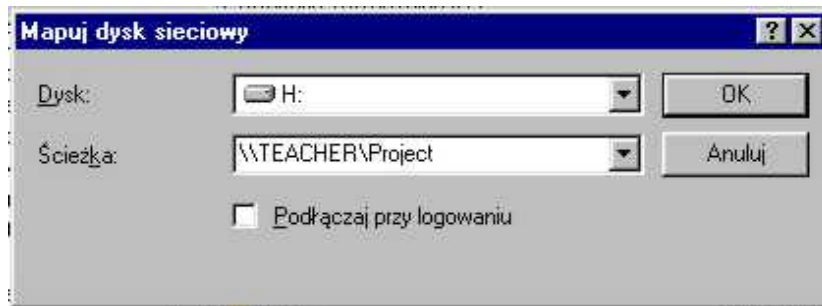 Mapuj dysk sieciowy
Dysk: H: OK
Ścieżka: \\TEACHER\Project Anuluj
Podłączaj przy logowaniu